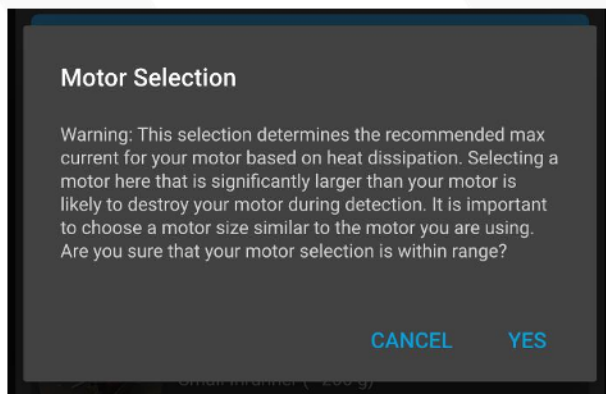 Motor Selection
Warning: This selection determines the recommended max
current for your motor based on heat dissipation. Selecting a
motor here that is significantly larger than your motor is
likely to destroy your motor during detection. It is important
to choose a motor size similar to the motor you are using.
Are you sure that your motor selection is within range?
CANCEL YES
Small Inrunner (~200 g)